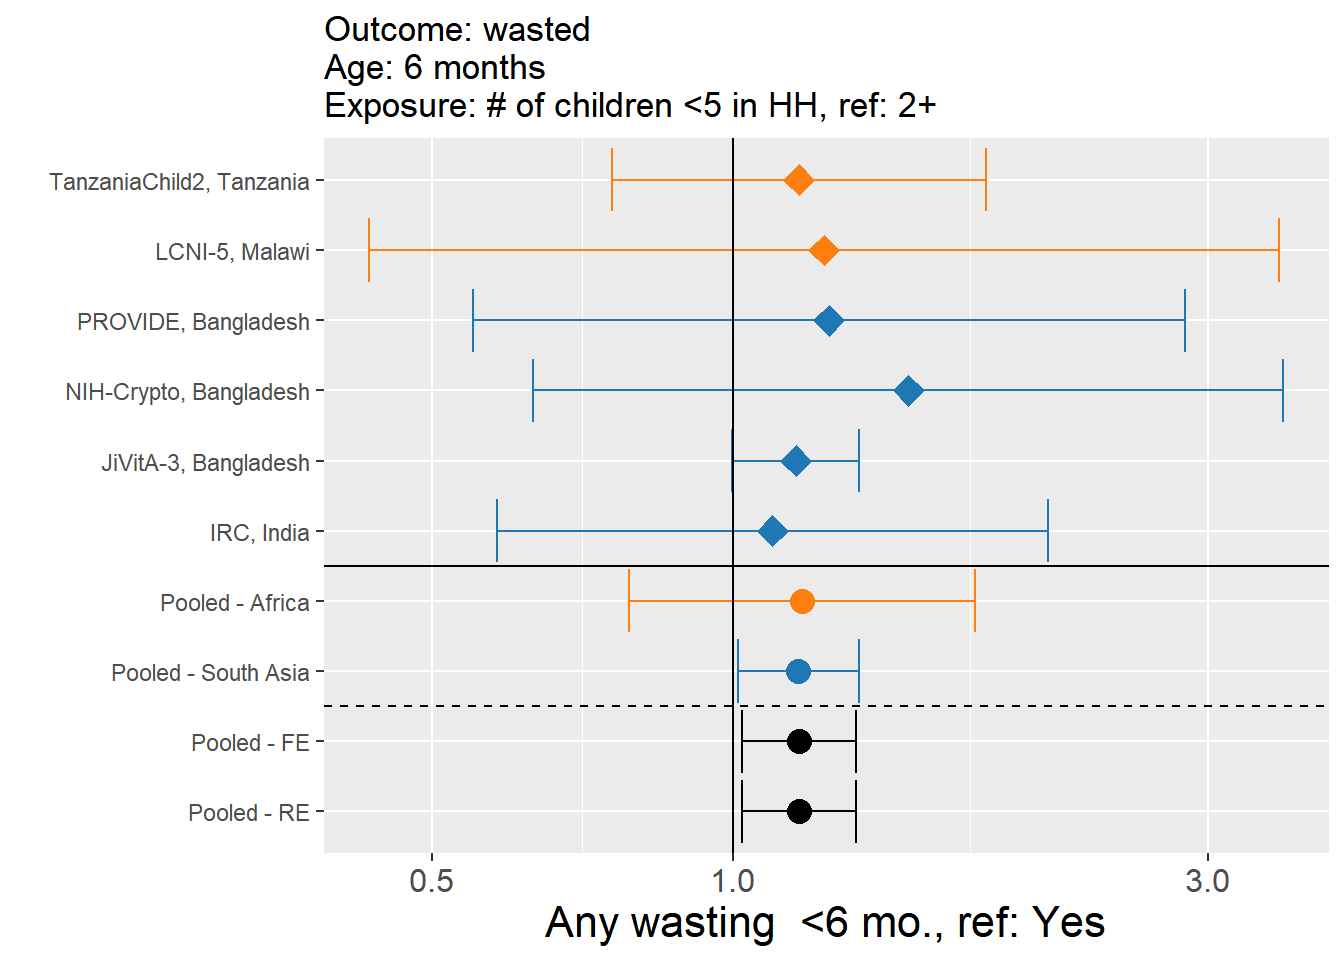 Outcome: wasted
Age: 6 months
Exposure: # of children <5 in HH, ref: 2+
TanzaniaChild2, Tanzania
LCNI-5, Malawi
PROVIDE, Bangladesh
NIH-Crypto, Bangladesh
JiVitA-3, Bangladesh
IRC, India
Pooled - Africa
Pooled - South Asia
Pooled - FE
Pooled - RE
0.5 1.0 3.0
Any wasting  <6 mo., ref: Yes